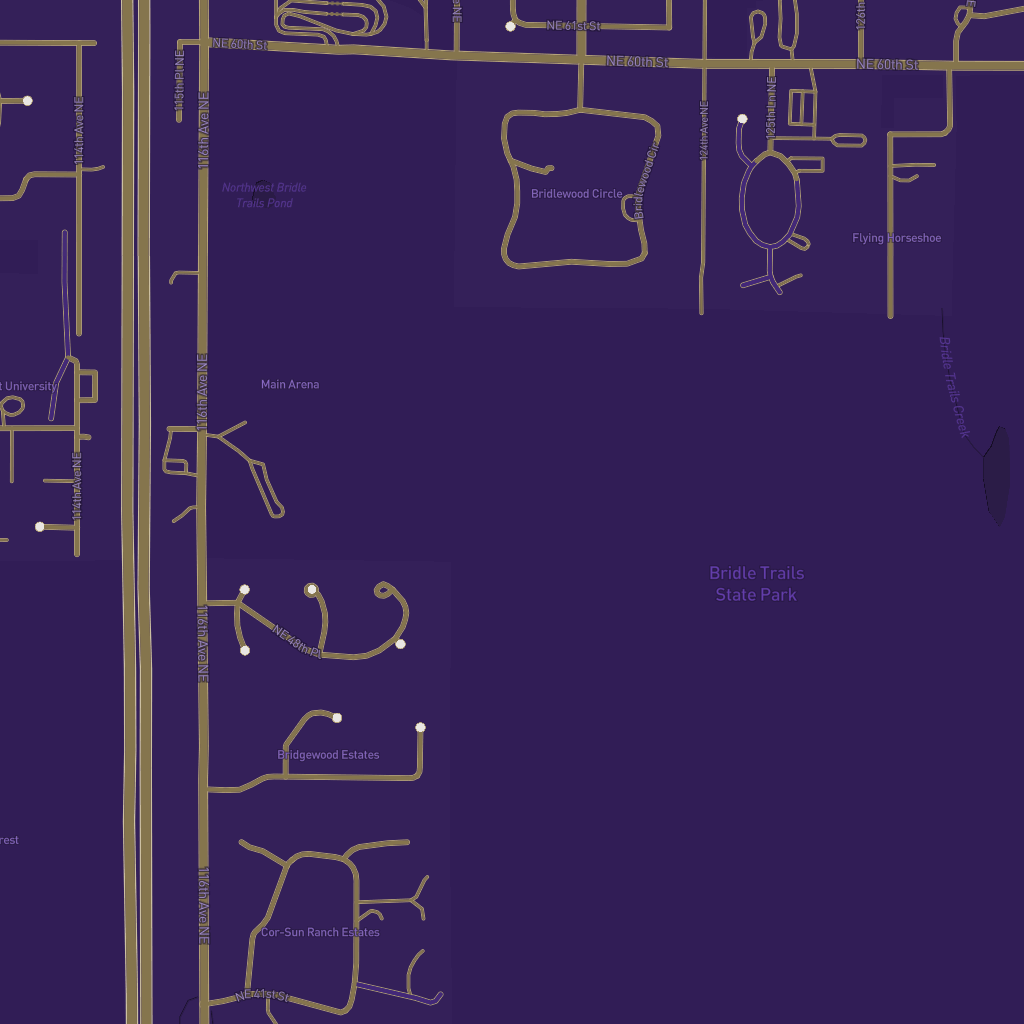 NE
NE 61st St
126th
E
NE 60th St
NE 60th St
NE 60th St
115th Pl NE
114th Ave NE
116th Ave NE
124th Ave NE
125th Ln NE
Bridlewood Cir
Northwest Bridle
Trails Pond
Bridlewood Circle
Flying Horseshoe
t University
116th Ave NE
Main Arena
Bridle Trails Creek
114th Ave NE
Bridle Trails
State Park
116th Ave NE
NE 48th Pl
Bridgewood Estates
rest
116th Ave NE
Cor-Sun Ranch Estates
NE 41st St